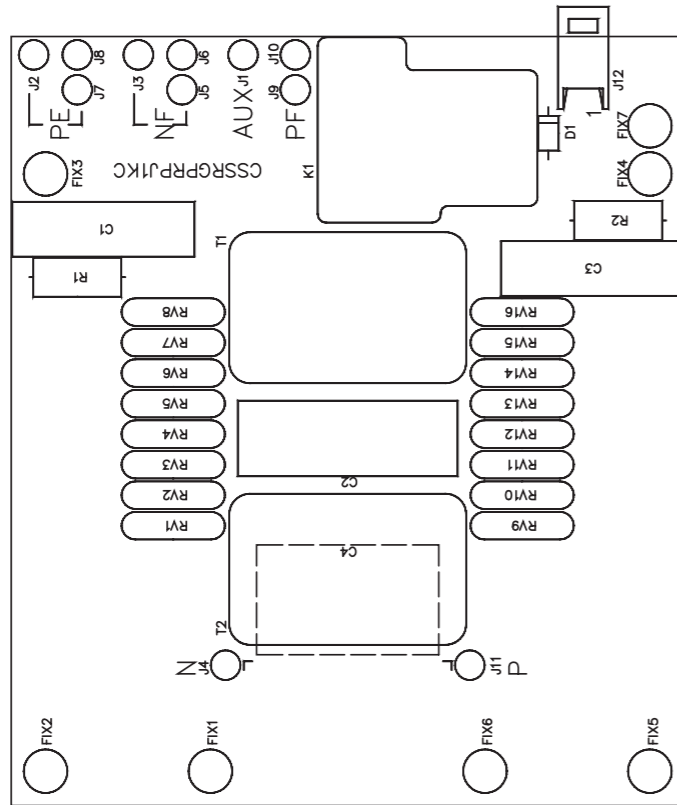 J2
J8
J3
J6
J1
J10
J12
J7
J5
J9
PE
NF
AUX
PF
1
D1
FIX7
FIX3
CSSRGPRPJ1KC
K1
FIX4
C1
T1
R2
R1
C3
RV8
RV16
RV7
RV15
RV6
RV14
RV5
RV13
RV4
RV12
RV3
RV11
C2
RV2
RV10
RV1
RV9
C4
T2
N
J4
J11
P
FIX2
FIX1
FIX6
FIX5